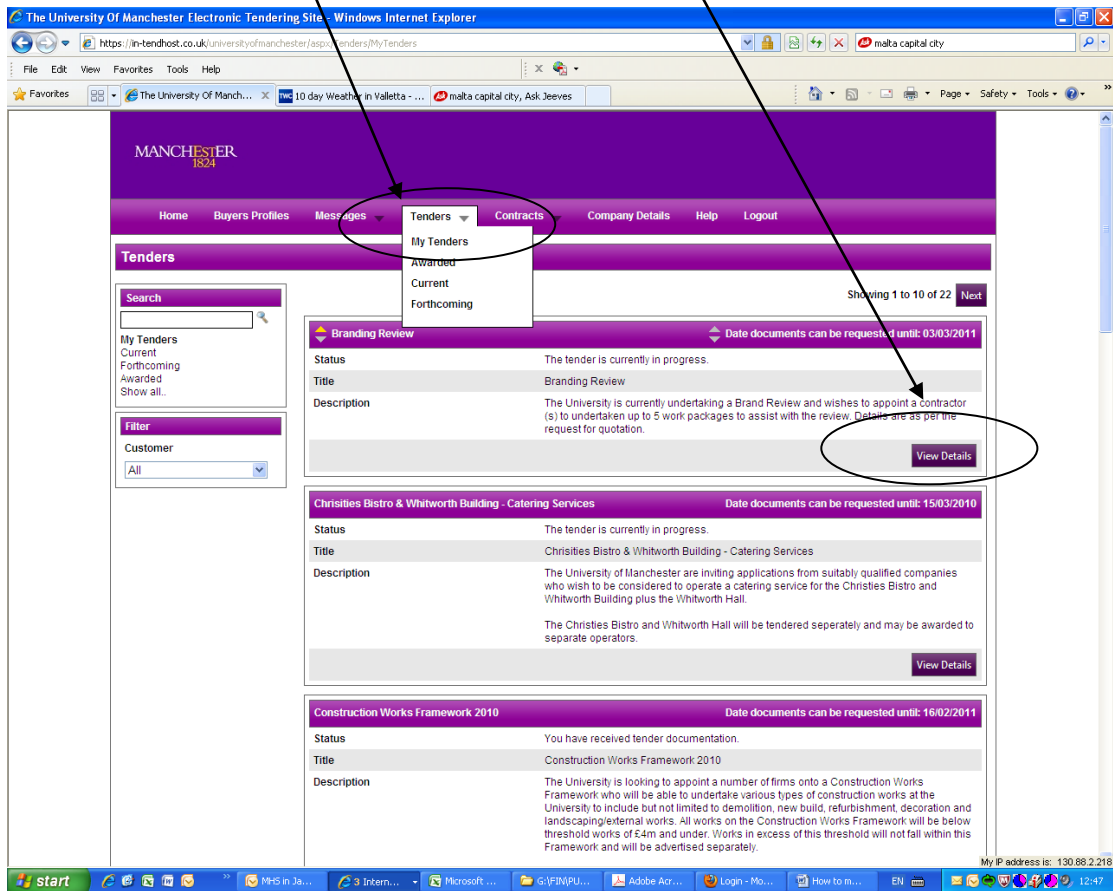 The University Of Manchester Electronic Tendering Site - Windows Internet Explorer
https://in-tendhost.co.uk/universityofmanchester/aspx/Tenders/MyTenders
malta capital city
File Edit View Favorites Tools Help
x
Favorites
The University Of Manch... X
TWC 10 day Weather in Valletta - ...
malta capital city, Ask Jeeves
Page Safety Tools »
MANCHESTER
1824
Home Buyers Profiles Messages Tenders Contracts Company Details Help Logout
My Tenders
Awarded
Current
Forthcoming
Tenders
Search
My Tenders
Current
Forthcoming
Awarded
Show all..
Filter
Customer
All
Showing 1 to 10 of 22 Next
Branding Review Date documents can be requested until: 03/03/2011
Status The tender is currently in progress.
Title Branding Review
Description The University is currently undertaking a Brand Review and wishes to appoint a contractor
(s) to undertaken up to 5 work packages to assist with the review. Details are as per the
request for quotation.
View Details
Chrisities Bistro & Whitworth Building - Catering Services Date documents can be requested until: 15/03/2010
Status The tender is currently in progress.
Title Chrisities Bistro & Whitworth Building - Catering Services
Description The University of Manchester are inviting applications from suitably qualified companies
who wish to be considered to operate a catering service for the Christies Bistro and
Whitworth Building plus the Whitworth Hall.
The Christies Bistro and Whitworth Hall will be tendered seperately and may be awarded to
separate operators.
View Details
Construction Works Framework 2010 Date documents can be requested until: 16/02/2011
Status You have received tender documentation.
Title Construction Works Framework 2010
Description The University is looking to appoint a number of firms onto a Construction Works
Framework who will be able to undertake various types of construction works at the
University to include but not limited to demolition, new build, refurbishment, decoration and
landscaping/external works. All works on the Construction Works Framework will be below
threshold works of £4m and under. Works in excess of this threshold will not fall within this
Framework and will be advertised separately.
My IP address is: 130.88.2.218
start » MHS in Ja... 3 Intern... Microsoft ... G:\FIN\PU... Adobe Acr... Login - Mo... How to m... EN 12:47